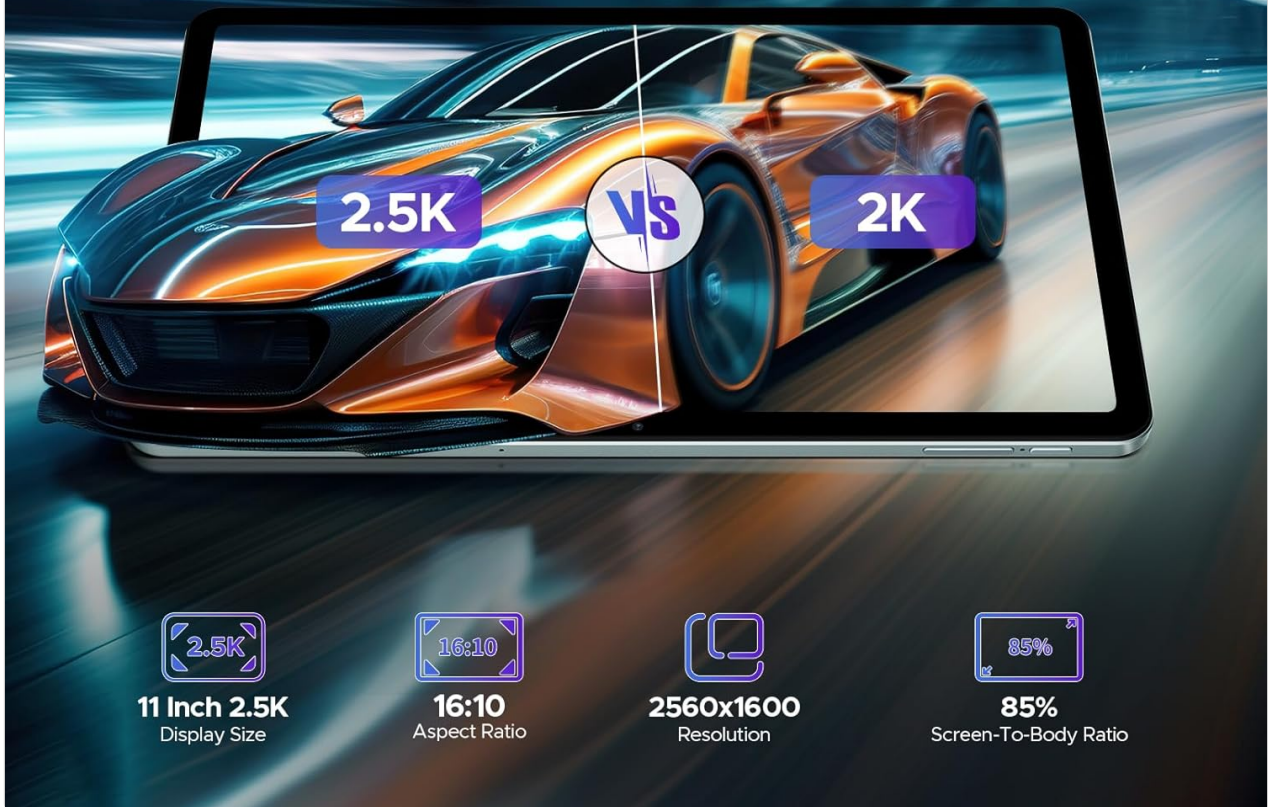 2.5K
VS
2K
2.5K
16:10
85%
11 Inch 2.5K
Display Size
16:10
Aspect Ratio
2560x1600
Resolution
85%
Screen-To-Body Ratio